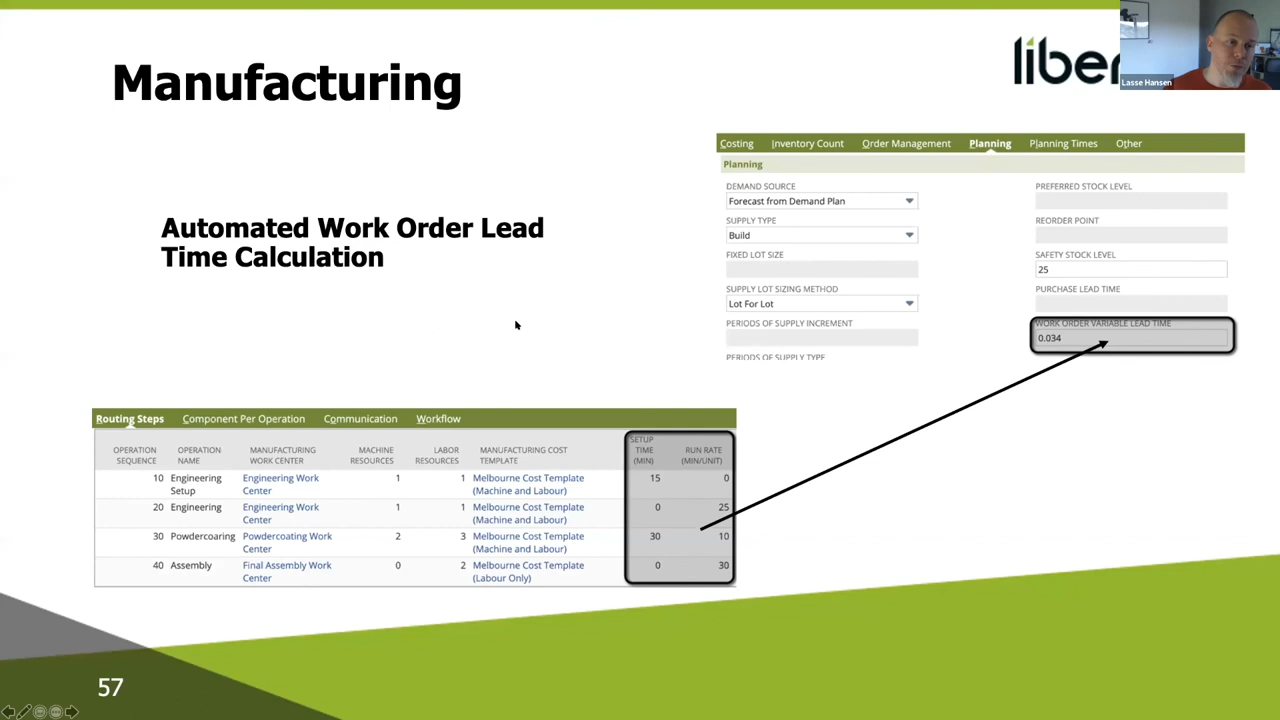 Manufacturing
liber
Lasse Hansen
Automated Work Order Lead
Time Calculation
Costing Inventory Count Order Management Planning Planning Times Other
Planning
DEMAND SOURCE
Forecast from Demand Plan
SUPPLY TYPE
Build
FIXED LOT SIZE
SUPPLY LOT SIZING METHOD
Lot For Lot
PERIODS OF SUPPLY INCREMENT
PERIODS OF SUPPLY TYPE
PREFERRED STOCK LEVEL
REORDER POINT
SAFETY STOCK LEVEL
25
PURCHASE LEAD TIME
WORK ORDER VARIABLE LEAD TIME
0.034
Routing Steps Component Per Operation Communication Workflow
OPERATION SEQUENCE OPERATION NAME MANUFACTURING WORK CENTER MACHINE RESOURCES LABOR RESOURCES MANUFACTURING COST TEMPLATE SETUP TIME (MIN) RUN RATE (MIN/UNIT)
10 Engineering Setup Engineering Work Center 1 1 Melbourne Cost Template (Machine and Labour) 15 0
20 Engineering Engineering Work Center 1 1 Melbourne Cost Template (Machine and Labour) 0 25
30 Powdercoaring Powdercoating Work Center 2 3 Melbourne Cost Template (Machine and Labour) 30 10
40 Assembly Final Assembly Work Center 0 2 Melbourne Cost Template (Labour Only) 0 30
57